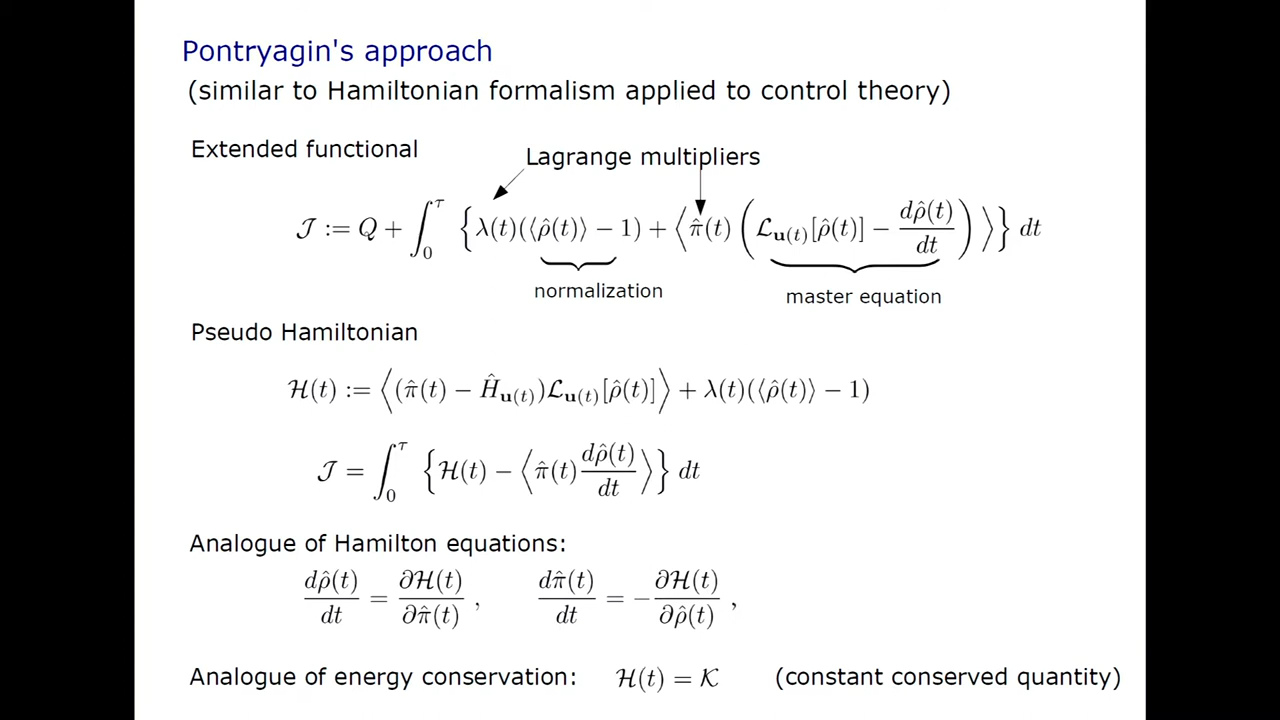 Pontryagin's approach
(similar to Hamiltonian formalism applied to control theory)
Extended functional
Lagrange multipliers
𝒥 := Q + ∫₀^τ {λ(t)(⟨ρ̂(t)⟩ − 1) + ⟨π̂(t) (ℒ_𝐮(t)[ρ̂(t)] − dρ̂(t)/dt)⟩} dt
normalization
master equation
Pseudo Hamiltonian
ℋ(t) := ⟨(π̂(t) − Ĥ_𝐮(t))ℒ_𝐮(t)[ρ̂(t)]⟩ + λ(t)(⟨ρ̂(t)⟩ − 1)
𝒥 = ∫₀^τ {ℋ(t) − ⟨π̂(t) dρ̂(t)/dt⟩} dt
Analogue of Hamilton equations:
dρ̂(t)/dt = ∂ℋ(t)/∂π̂(t) , dπ̂(t)/dt = −∂ℋ(t)/∂ρ̂(t) ,
Analogue of energy conservation: ℋ(t) = 𝒦 (constant conserved quantity)